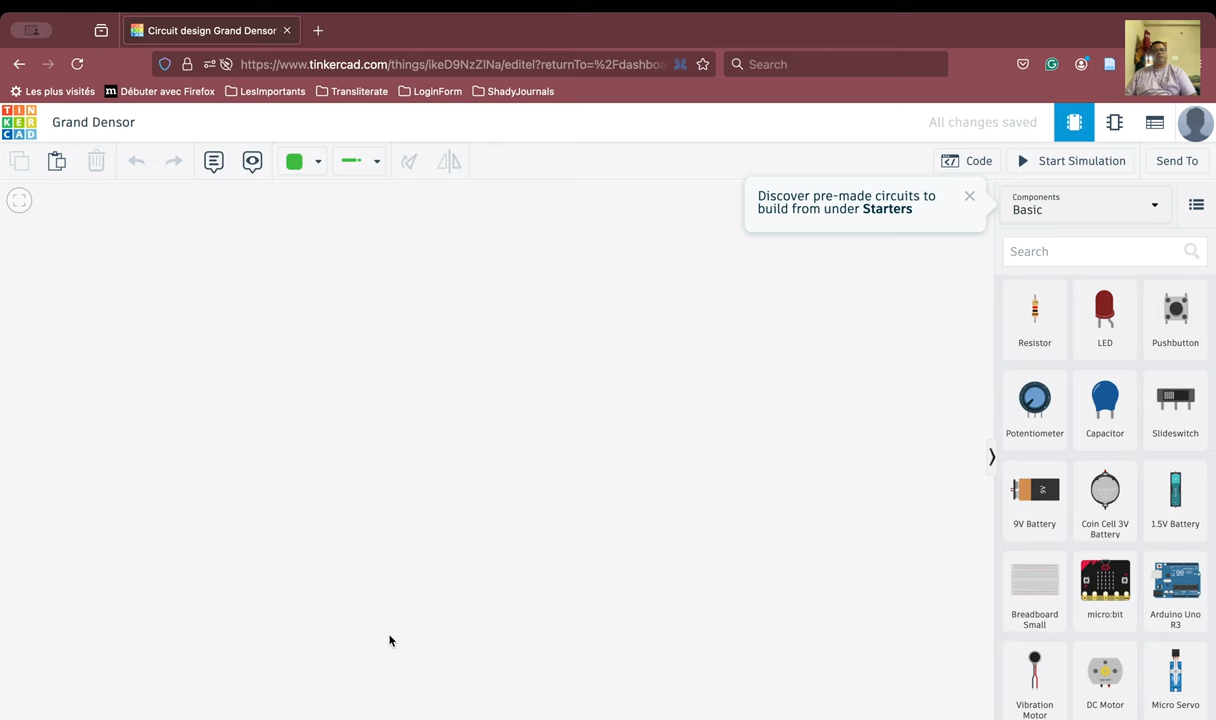 Circuit design Grand Densor
https://www.tinkercad.com/things/ikeD9NzZlNa/editel?returnTo=%2Fdashboa
Search
Les plus visités
Débuter avec Firefox
LesImportants
Transliterate
LoginForm
ShadyJournals
TIN
KER
CAD
Grand Densor
All changes saved
Code
Start Simulation
Send To
Discover pre-made circuits to
build from under Starters
Components
Basic
Search
Resistor
LED
Pushbutton
Potentiometer
Capacitor
Slideswitch
9V
9V Battery
Coin Cell 3V
Battery
1.5V Battery
Breadboard
Small
micro:bit
Arduino Uno
R3
Vibration
Motor
DC Motor
Micro Servo